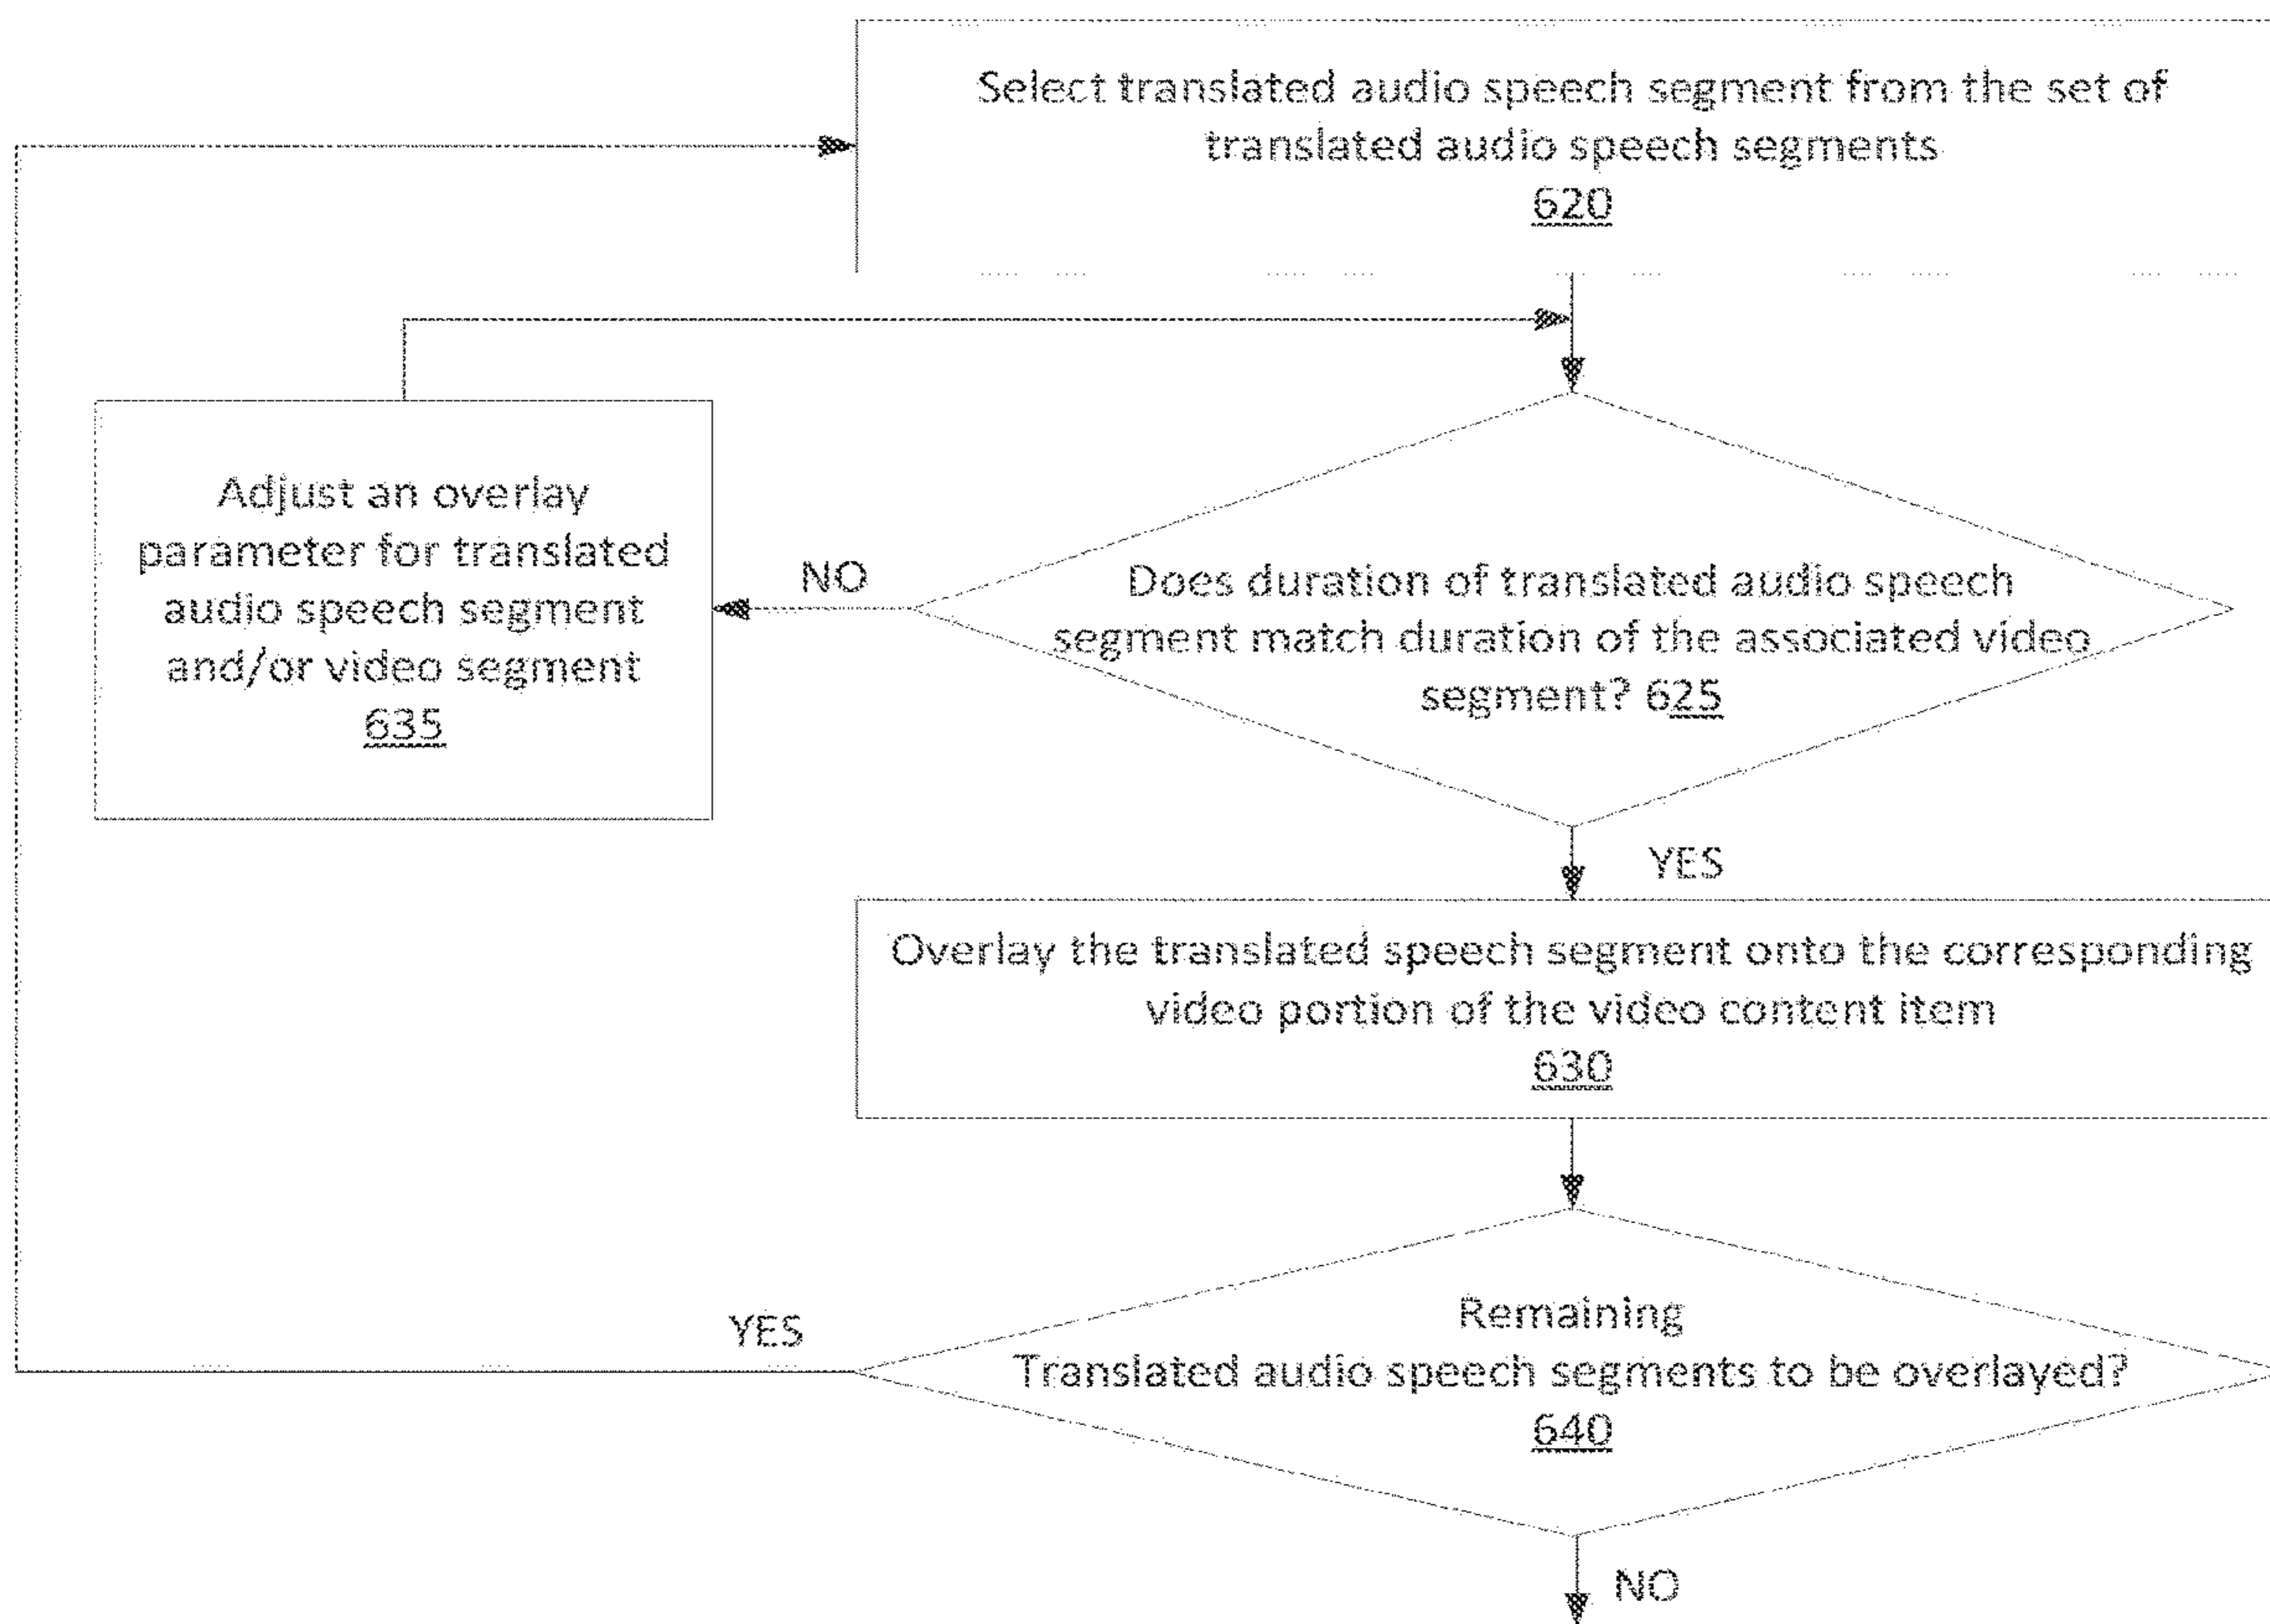 Select translated audio speech segment from the set of
translated audio speech segments
620
Adjust an overlay
parameter for translated
audio speech segment
and/or video segment
635
NO
Does duration of translated audio speech
segment match duration of the associated video
segment? 625
YES
Overlay the translated speech segment onto the corresponding
video portion of the video content item
630
YES
Remaining
Translated audio speech segments to be overlayed?
640
NO